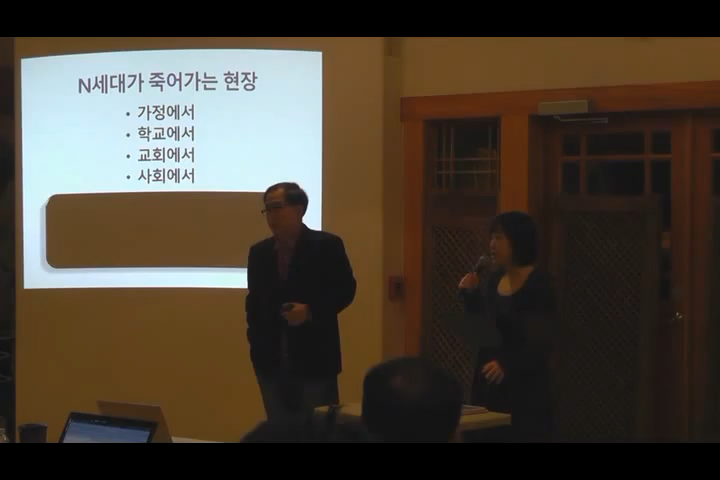 N세대가 죽어가는 현장
• 가정에서
• 학교에서
• 교회에서
• 사회에서